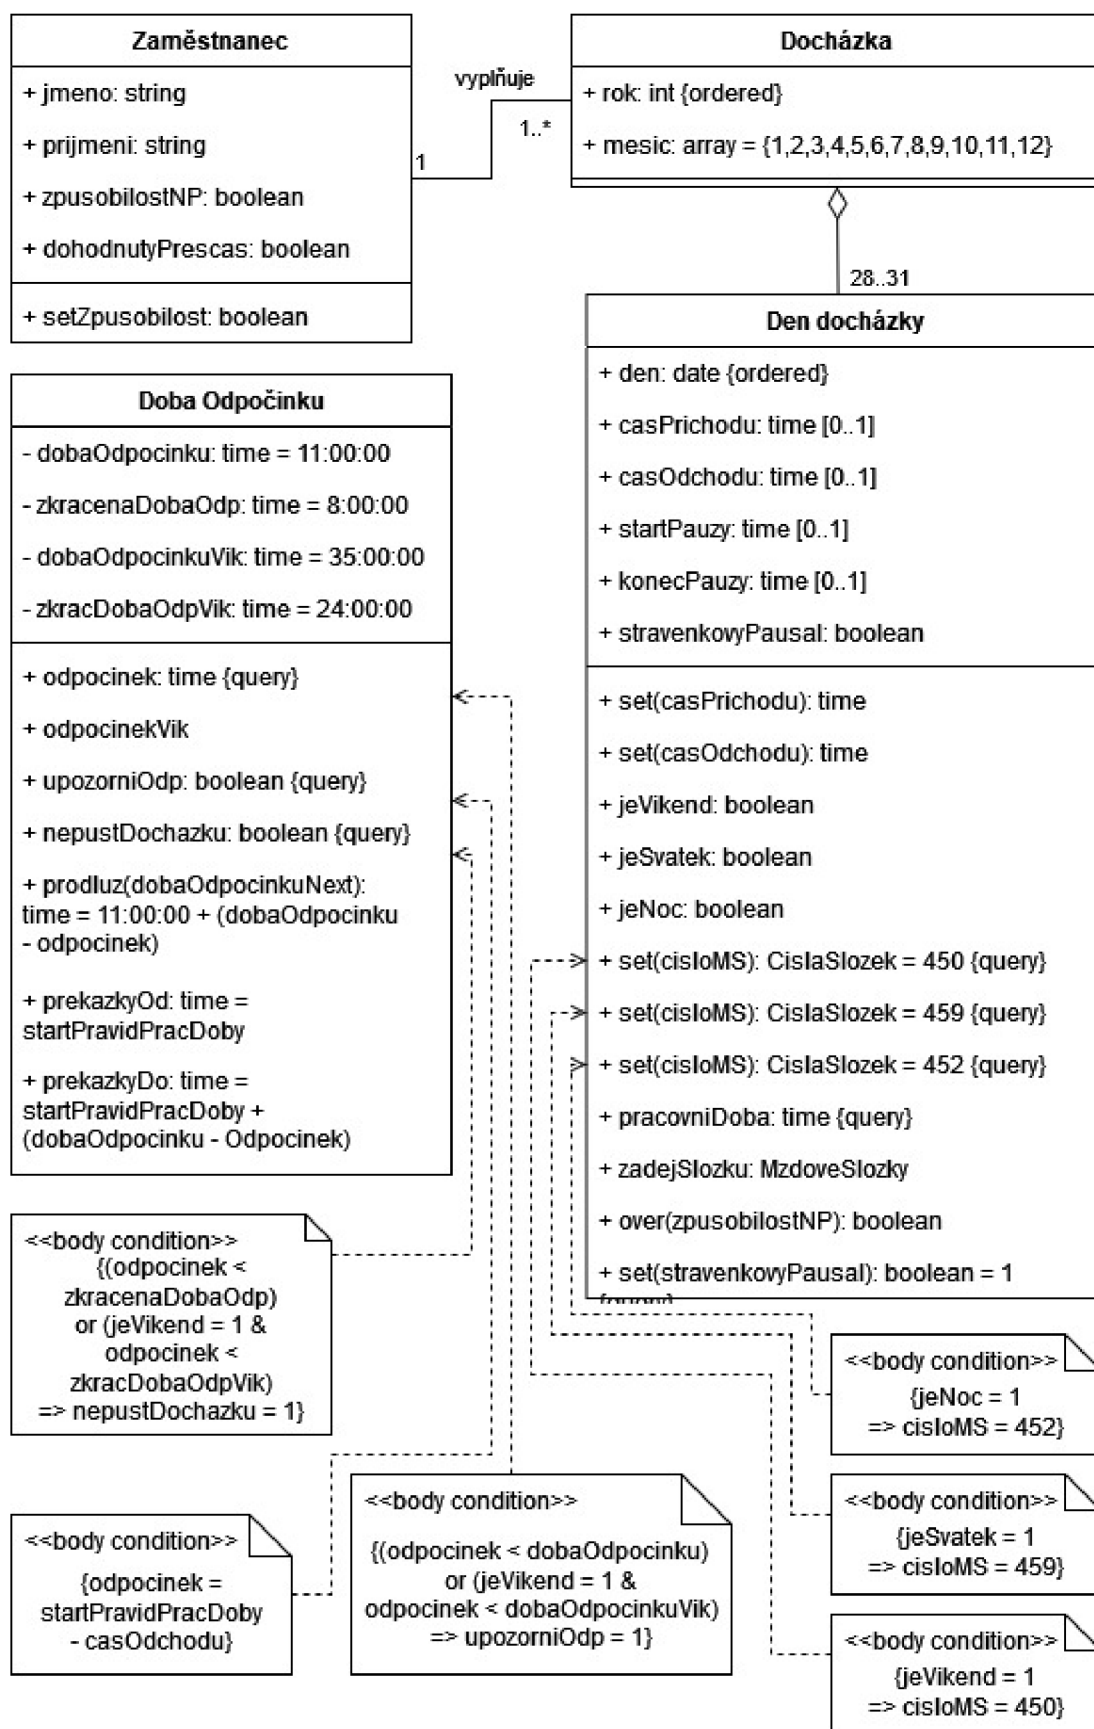 Zaměstnanec
+ jmeno: string
+ prijmeni: string
+ zpusobilostNP: boolean
+ dohodnutyPrescas: boolean
+ setZpusobilost: boolean
vyplňuje
1
1..*
Docházka
+ rok: int {ordered}
+ mesic: array = {1,2,3,4,5,6,7,8,9,10,11,12}
28..31
Den docházky
+ den: date {ordered}
+ casPrichodu: time [0..1]
+ casOdchodu: time [0..1]
+ startPauzy: time [0..1]
+ konecPauzy: time [0..1]
+ stravenkovyPausal: boolean
+ set(casPrichodu): time
+ set(casOdchodu): time
+ jeVikend: boolean
+ jeSvatek: boolean
+ jeNoc: boolean
+ set(cisloMS): CislaSlozek = 450 {query}
+ set(cisloMS): CislaSlozek = 459 {query}
+ set(cisloMS): CislaSlozek = 452 {query}
+ pracovniDoba: time {query}
+ zadejSlozku: MzdoveSlozky
+ over(zpusobilostNP): boolean
+ set(stravenkovyPausal): boolean = 1
Doba Odpočinku
- dobaOdpocinku: time = 11:00:00
- zkracenaDobaOdp: time = 8:00:00
- dobaOdpocinkuVik: time = 35:00:00
- zkracDobaOdpVik: time = 24:00:00
+ odpocinek: time {query}
+ odpocinekVik
+ upozorniOdp: boolean {query}
+ nepustDochazku: boolean {query}
+ prodluz(dobaOdpocinkuNext):
time = 11:00:00 + (dobaOdpocinku
- odpocinek)
+ prekazkyOd: time =
startPravidPracDoby
+ prekazkyDo: time =
startPravidPracDoby +
(dobaOdpocinku - Odpocinek)
<<body condition>>
{(odpocinek <
zkracenaDobaOdp)
or (jeVikend = 1 &
odpocinek <
zkracDobaOdpVik)
=> nepustDochazku = 1}
<<body condition>>
{odpocinek =
startPravidPracDoby
- casOdchodu}
<<body condition>>
{(odpocinek < dobaOdpocinku)
or (jeVikend = 1 &
odpocinek < dobaOdpocinkuVik)
=> upozorniOdp = 1}
<<body condition>>
{jeNoc = 1
=> cisloMS = 452}
<<body condition>>
{jeSvatek = 1
=> cisloMS = 459}
<<body condition>>
{jeVikend = 1
=> cisloMS = 450}